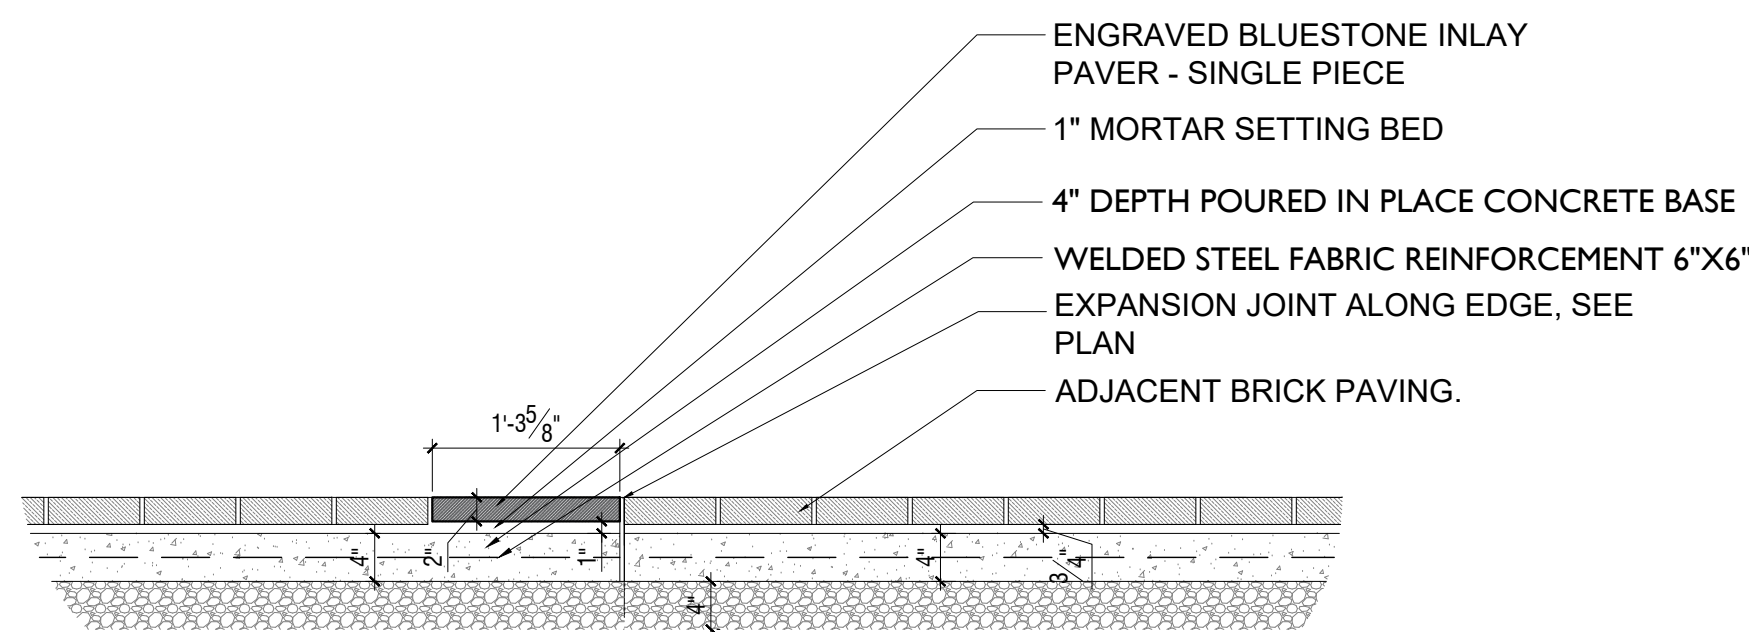 ENGRAVED BLUESTONE INLAY
PAVER - SINGLE PIECE
1" MORTAR SETTING BED
4" DEPTH POURED IN PLACE CONCRETE BASE
WELDED STEEL FABRIC REINFORCEMENT 6"X6"
EXPANSION JOINT ALONG EDGE, SEE
PLAN
ADJACENT BRICK PAVING.
1'-3 5/8"
4"
2"
1"
4"
3/4"
4"